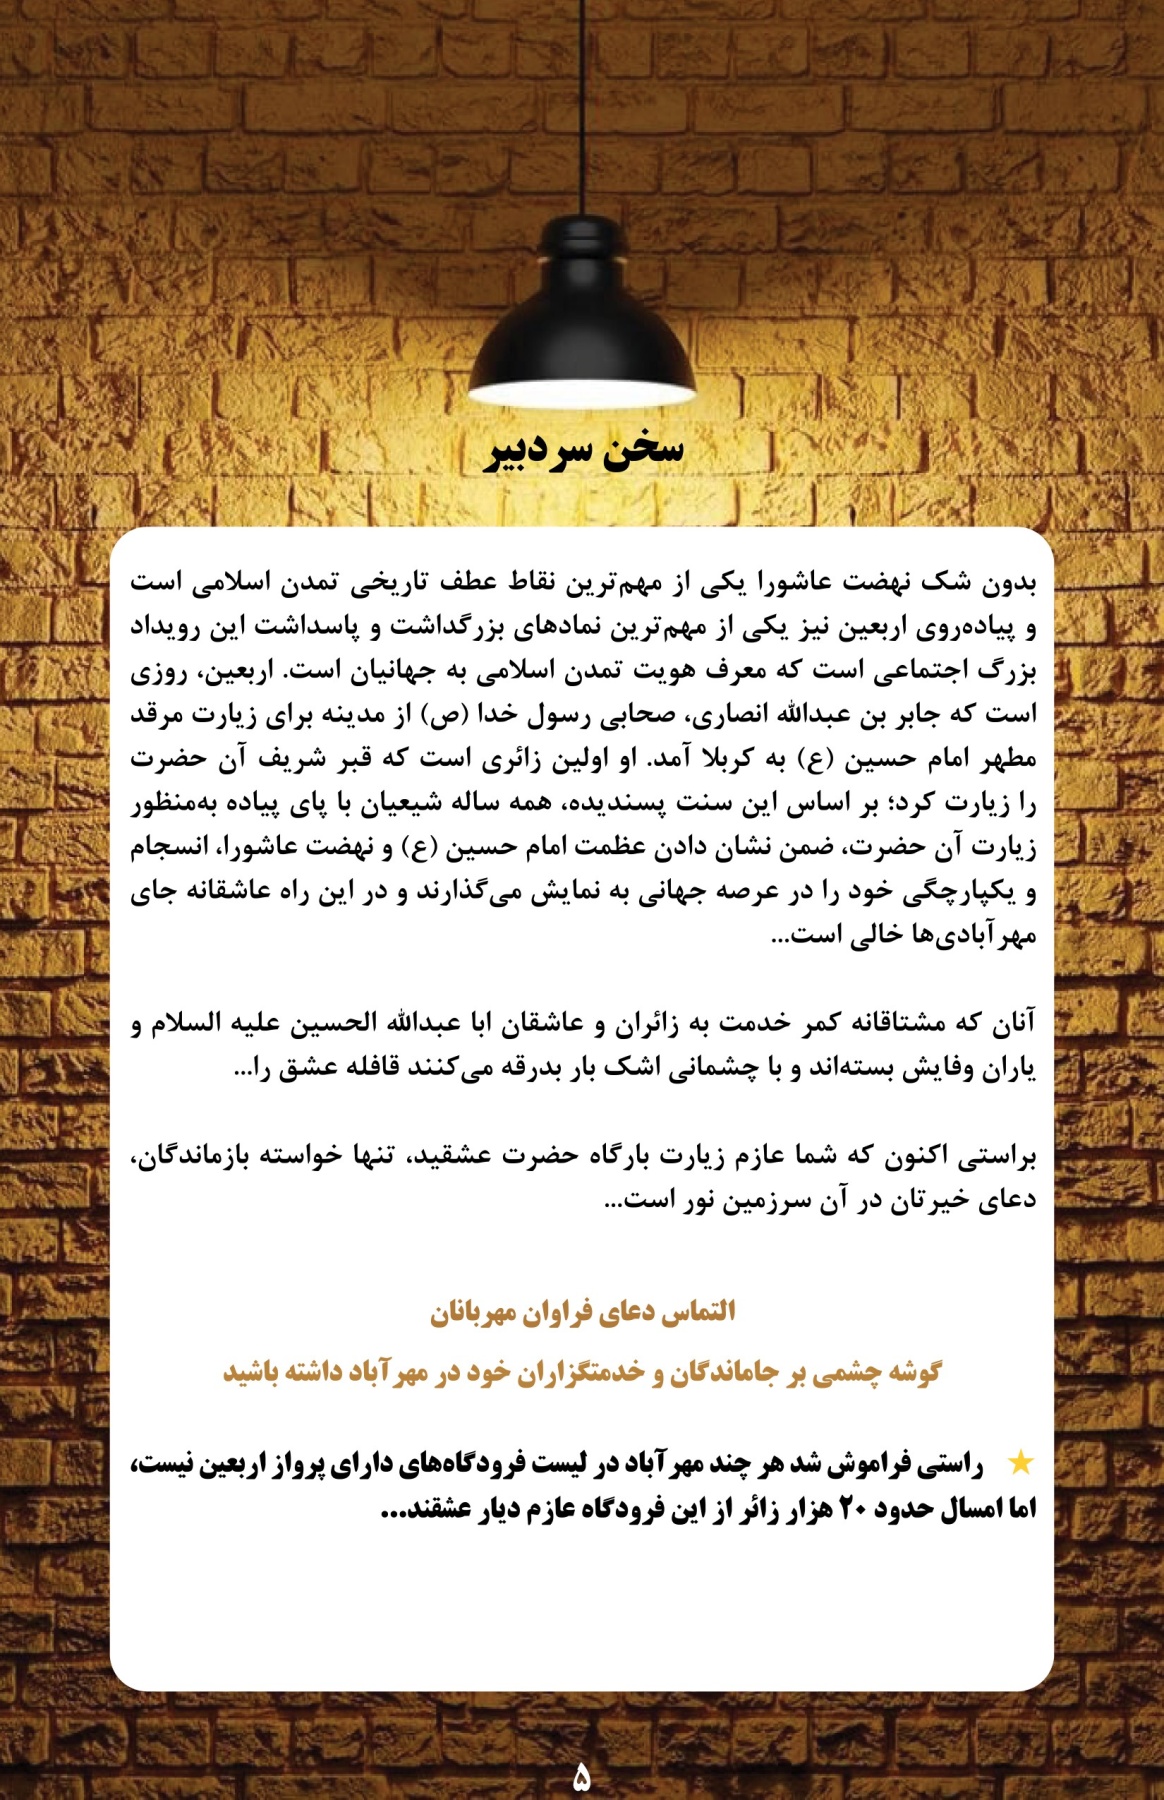 سخن سردبیر
بدون شک نهضت عاشورا یکی از مهم‌ترین نقاط عطف تاریخی تمدن اسلامی است
و پیاده‌روی اربعین نیز یکی از مهم‌ترین نمادهای بزرگداشت و پاسداشت این رویداد
بزرگ اجتماعی است که معرف هویت تمدن اسلامی به جهانیان است. اربعین، روزی
است که جابر بن عبدالله انصاری، صحابی رسول خدا (ص) از مدینه برای زیارت مرقد
مطهر امام حسین (ع) به کربلا آمد. او اولین زائری است که قبر شریف آن حضرت
را زیارت کرد؛ بر اساس این سنت پسندیده، همه ساله شیعیان با پای پیاده به‌منظور
زیارت آن حضرت، ضمن نشان دادن عظمت امام حسین (ع) و نهضت عاشورا، انسجام
و یکپارچگی خود را در عرصه جهانی به نمایش می‌گذارند و در این راه عاشقانه جای
مهرآبادی‌ها خالی است...
آنان که مشتاقانه کمر خدمت به زائران و عاشقان ابا عبدالله الحسین علیه السلام و
یاران وفایش بسته‌اند و با چشمانی اشک بار بدرقه می‌کنند قافله عشق را...
براستی اکنون که شما عازم زیارت بارگاه حضرت عشقید، تنها خواسته بازماندگان،
دعای خیرتان در آن سرزمین نور است...
التماس دعای فراوان مهربانان
گوشه چشمی بر جاماندگان و خدمتگزاران خود در مهرآباد داشته باشید
★ راستی فراموش شد هر چند مهرآباد در لیست فرودگاه‌های دارای پرواز اربعین نیست،
اما امسال حدود ۲۰ هزار زائر از این فرودگاه عازم دیار عشقند...
۵